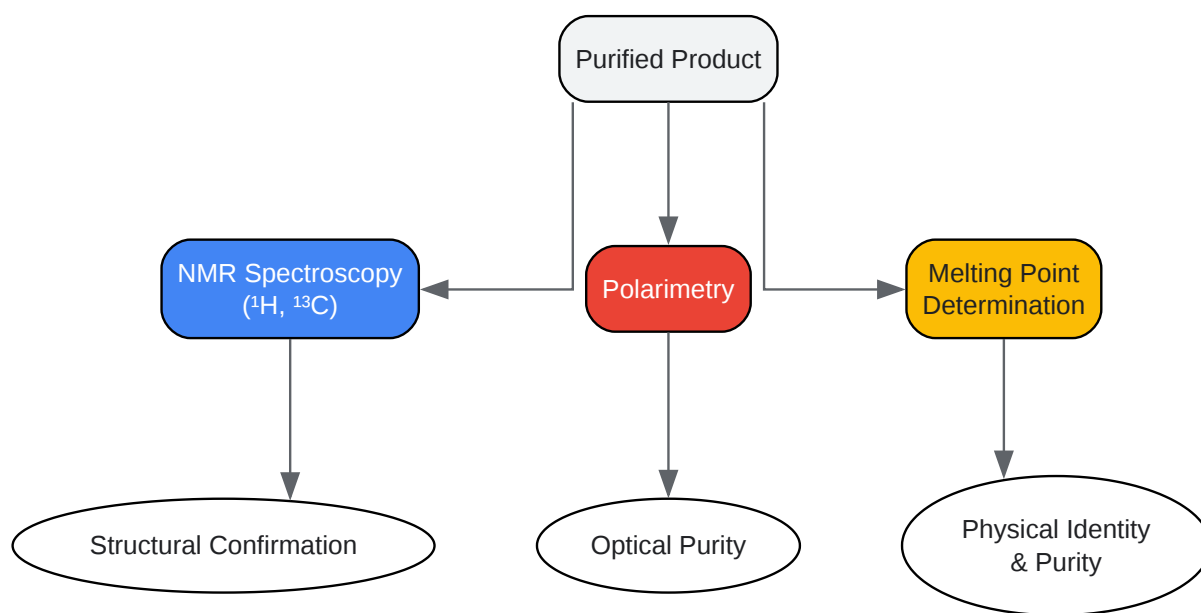 Purified Product
NMR Spectroscopy
(¹H, ¹³C)
Polarimetry
Melting Point
Determination
Structural Confirmation
Optical Purity
Physical Identity
& Purity